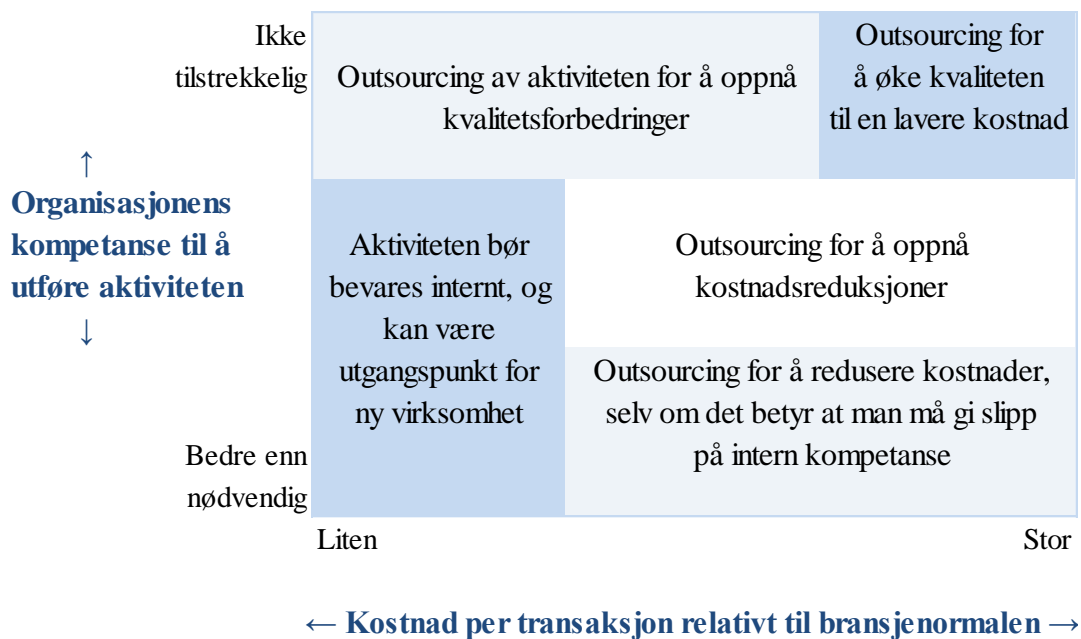 Ikke
tilstrekkelig
Outsourcing av aktiviteten for å oppnå
kvalitetsforbedringer
Outsourcing for
å øke kvaliteten
til en lavere kostnad
↑
Organisasjonens
kompetanse til å
utføre aktiviteten
↓
Aktiviteten bør
bevares internt, og
kan være
utgangspunkt for
ny virksomhet
Outsourcing for å oppnå
kostnadsreduksjoner
Outsourcing for å redusere kostnader,
selv om det betyr at man må gi slipp
på intern kompetanse
Bedre enn
nødvendig
Liten
Stor
← Kostnad per transaksjon relativt til bransjenormalen →